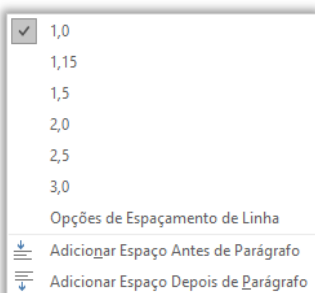 1,0
1,15
1,5
2,0
2,5
3,0
Opções de Espaçamento de Linha
Adicionar Espaço Antes de Parágrafo
Adicionar Espaço Depois de Parágrafo